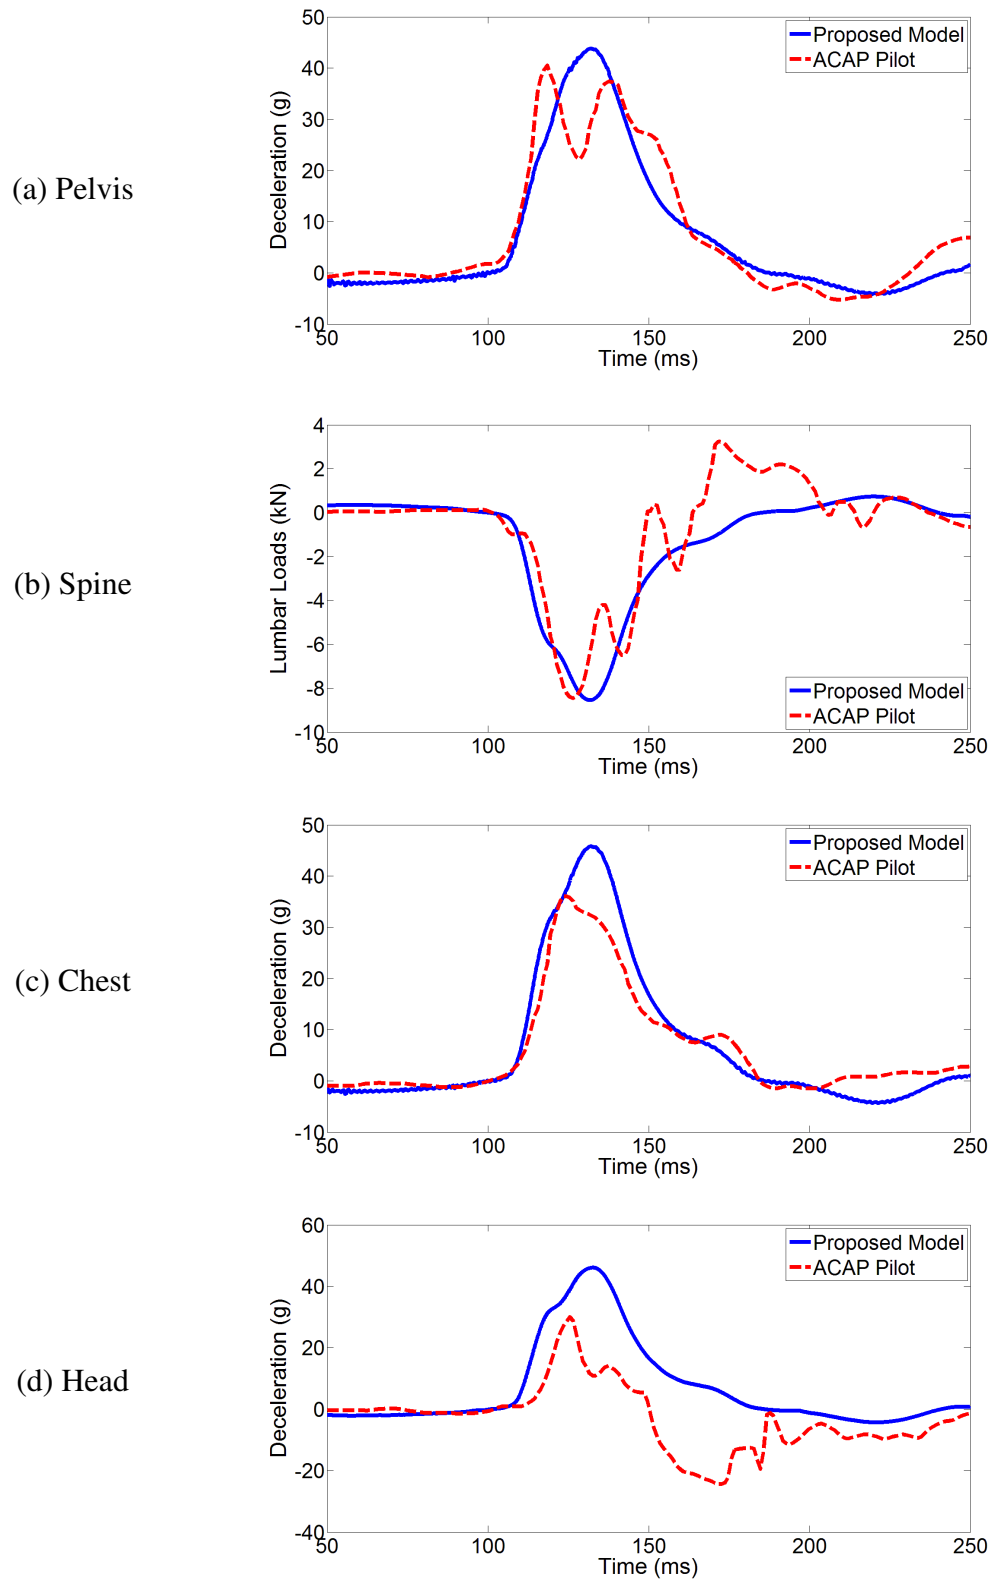 (a) Pelvis
Deceleration (g)
50
40
30
20
10
0
-10
50 100 150 200 250
Time (ms)
Proposed Model
ACAP Pilot
(b) Spine
Lumbar Loads (kN)
4
2
0
-2
-4
-6
-8
-10
50 100 150 200 250
Time (ms)
Proposed Model
ACAP Pilot
(c) Chest
Deceleration (g)
50
40
30
20
10
0
-10
50 100 150 200 250
Time (ms)
Proposed Model
ACAP Pilot
(d) Head
Deceleration (g)
60
40
20
0
-20
-40
50 100 150 200 250
Time (ms)
Proposed Model
ACAP Pilot